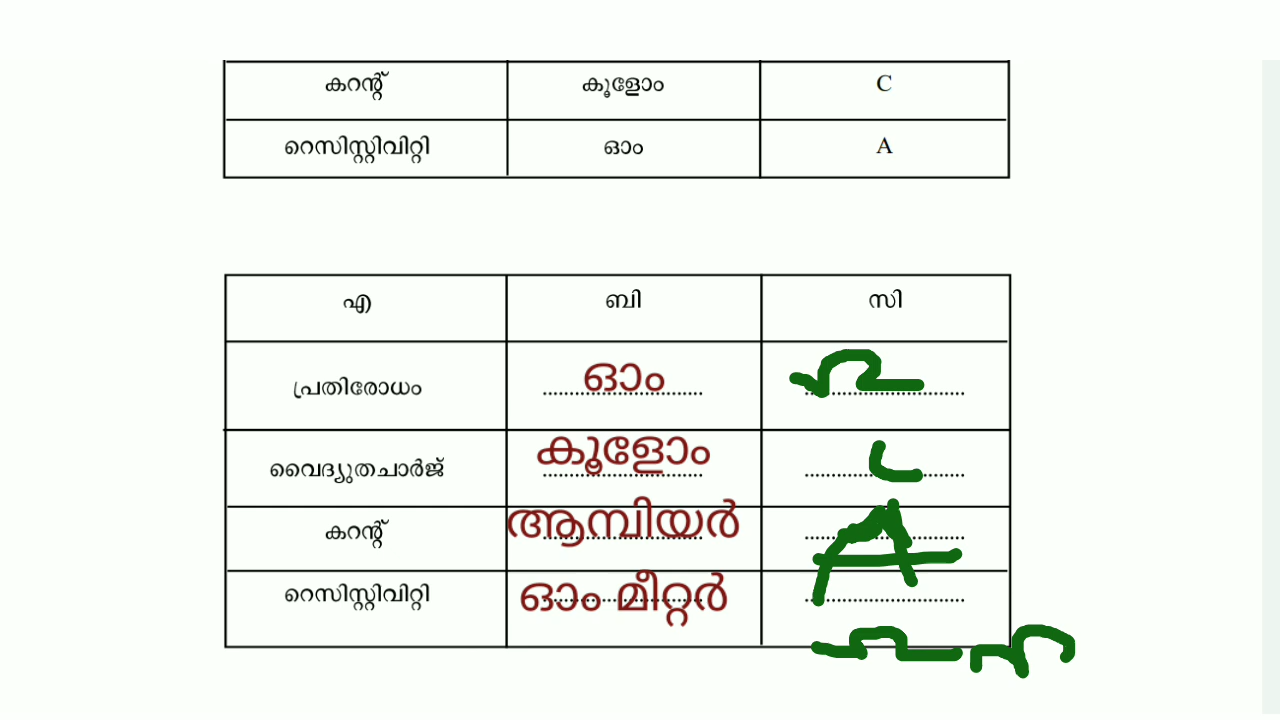 കറന്റ് കൂളോം C
റെസിസ്റ്റിവിറ്റി ഓം A
എ ബി സി
പ്രതിരോധം ഓം Ω
വൈദ്യുതചാർജ് കൂളോം C
കറന്റ് ആമ്പിയർ A
റെസിസ്റ്റിവിറ്റി ഓം മീറ്റർ Ω m